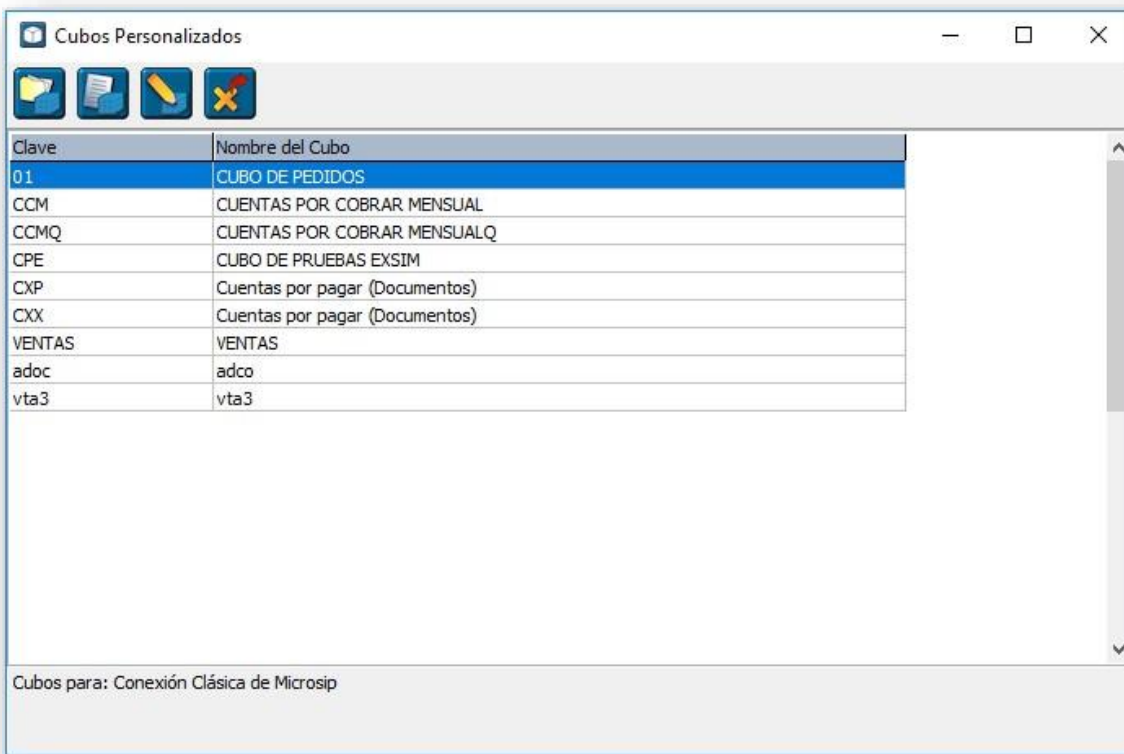 Cubos Personalizados
Clave Nombre del Cubo
01 CUBO DE PEDIDOS
CCM CUENTAS POR COBRAR MENSUAL
CCMQ CUENTAS POR COBRAR MENSUALQ
CPE CUBO DE PRUEBAS EXSIM
CXP Cuentas por pagar (Documentos)
CXX Cuentas por pagar (Documentos)
VENTAS VENTAS
adoc adco
vta3 vta3
Cubos para: Conexión Clásica de Microsip